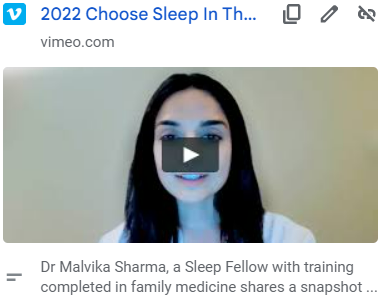 2022 Choose Sleep In Th...
vimeo.com
Dr Malvika Sharma, a Sleep Fellow with training
completed in family medicine shares a snapshot ...